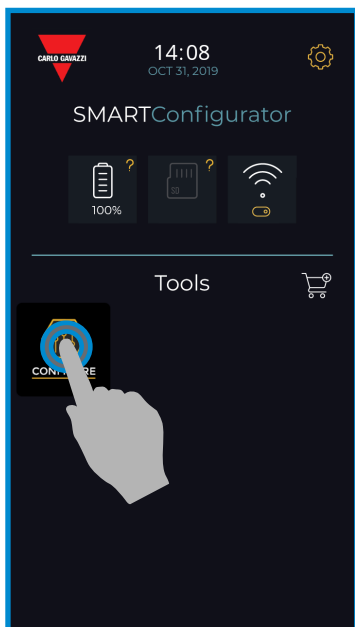 CARLO GAVAZZI
14:08
OCT 31, 2019
SMARTConfigurator
?
?
SD
100%
Tools